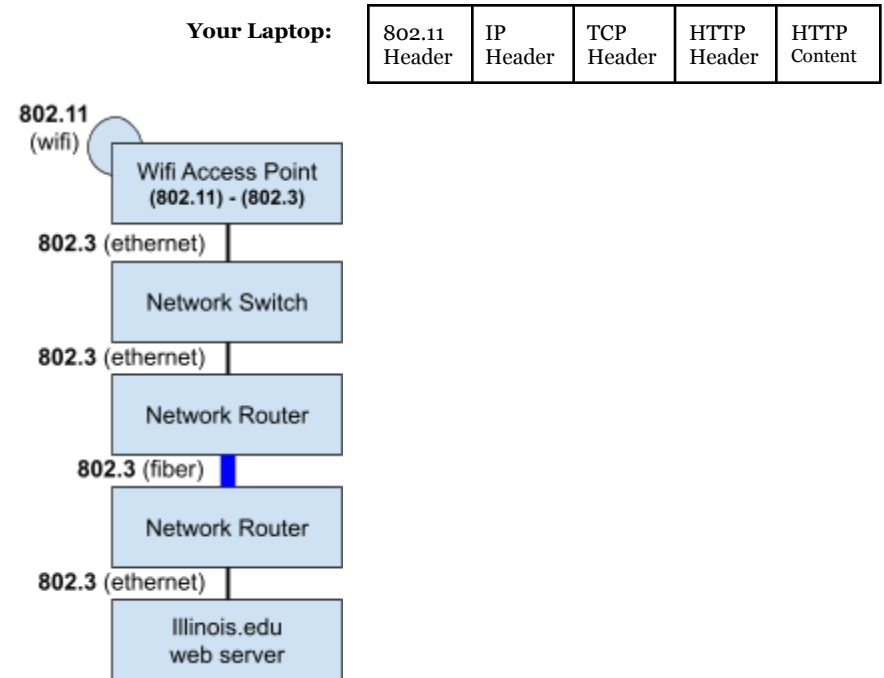 Your Laptop:
802.11 Header
IP Header
TCP Header
HTTP Header
HTTP Content
802.11
(wifi)
Wifi Access Point
(802.11) - (802.3)
802.3 (ethernet)
Network Switch
802.3 (ethernet)
Network Router
802.3 (fiber)
Network Router
802.3 (ethernet)
Illinois.edu
web server